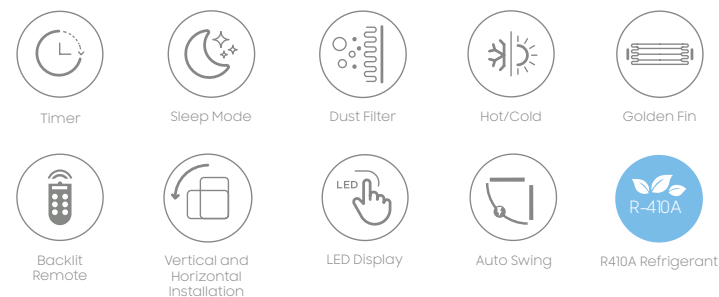 Timer
Sleep Mode
Dust Filter
Hot/Cold
Golden Fin
LED
R-410A
Backlit
Remote
Vertical and
Horizontal
Installation
LED Display
Auto Swing
R410A Refrigerant